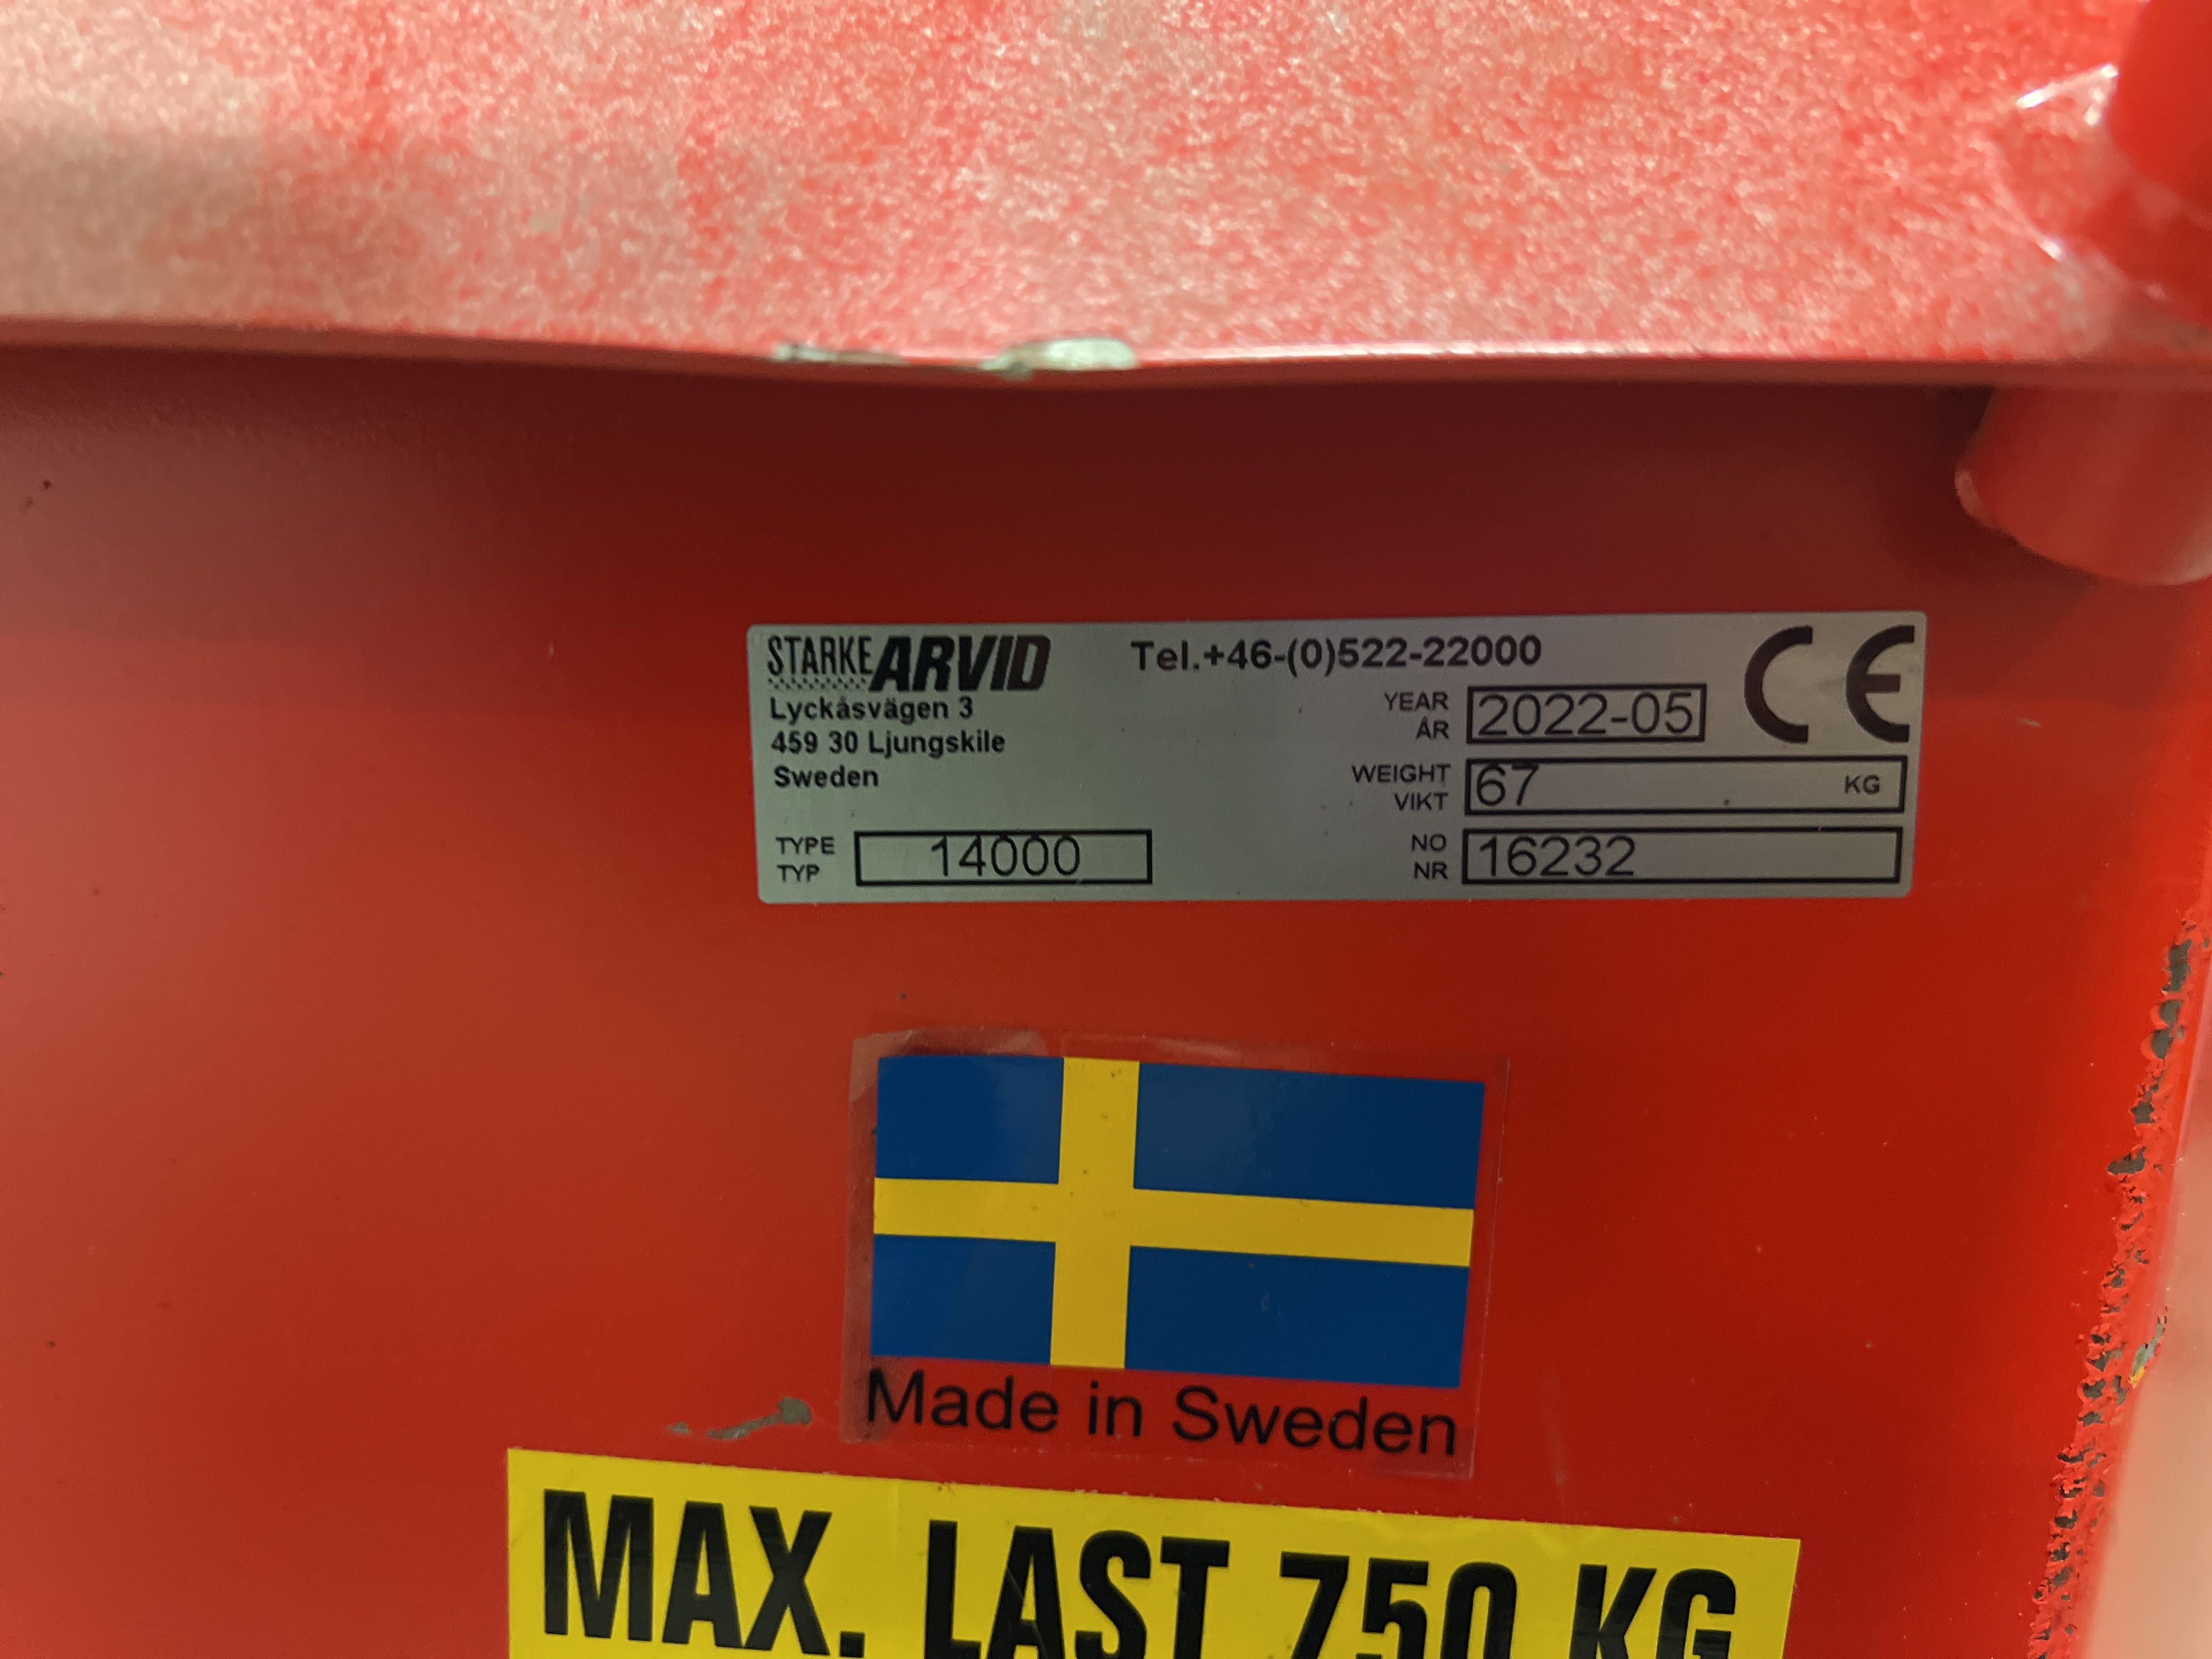 STARKE ARVID
Lyckåsvägen 3
459 30 Ljungskile
Sweden
TYPE
TYP
14000
Tel.+46-(0)522-22000
CE
YEAR
ÅR
2022-05
WEIGHT
VIKT
67 KG
NO
NR
16232
Made in Sweden
MAX. LAST 750 KG